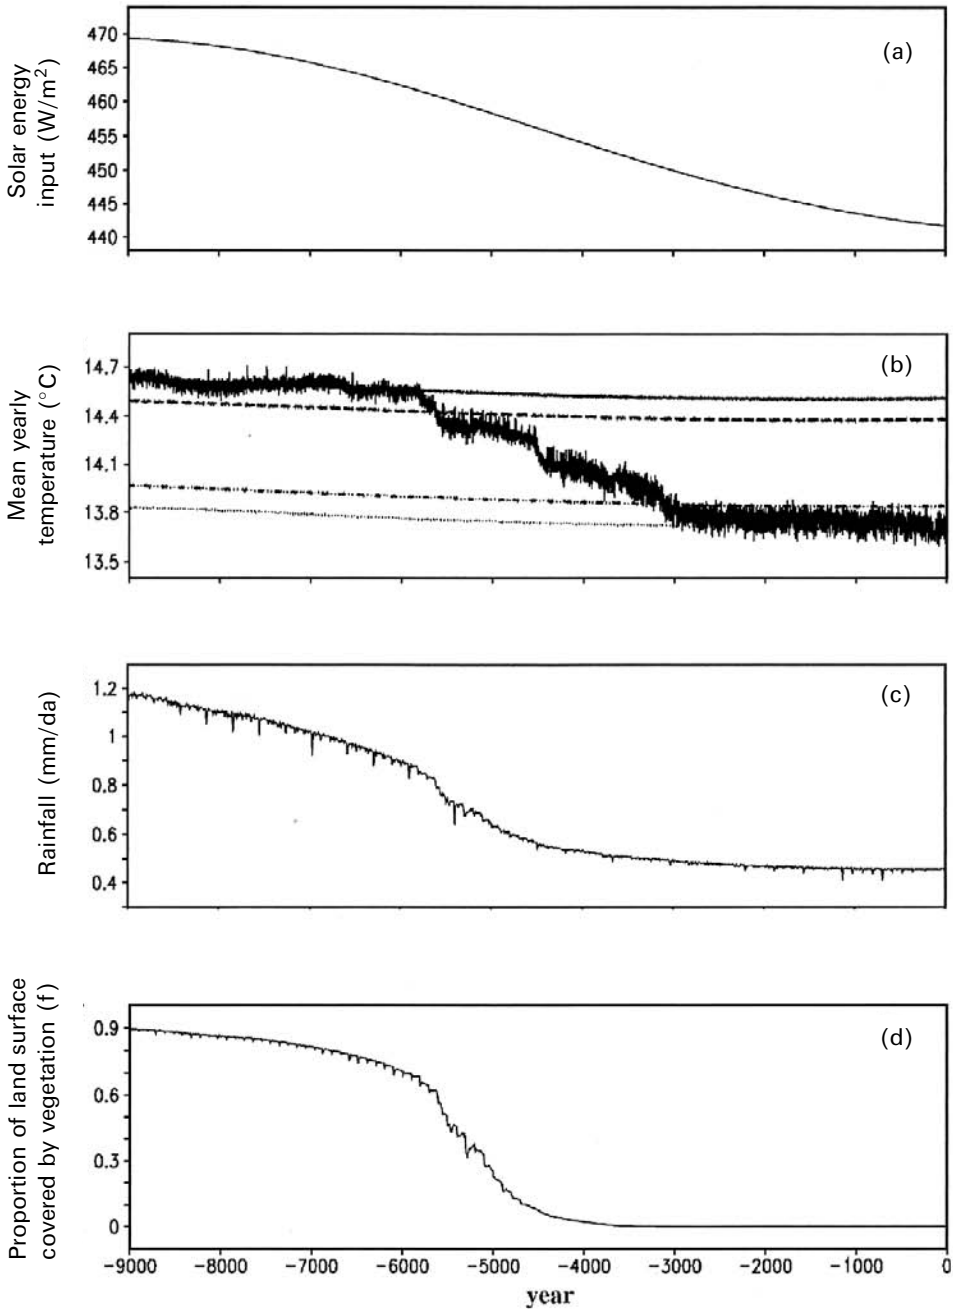 Solar energy
input (W/m²)
470
465
460
455
450
445
440
(a)
Mean yearly
temperature (°C)
14.7
14.4
14.1
13.8
13.5
(b)
Rainfall (mm/da)
1.2
1
0.8
0.6
0.4
(c)
Proportion of land surface
covered by vegetation (f)
0.9
0.6
0.3
0
(d)
−9000 −8000 −7000 −6000 −5000 −4000 −3000 −2000 −1000 0
year